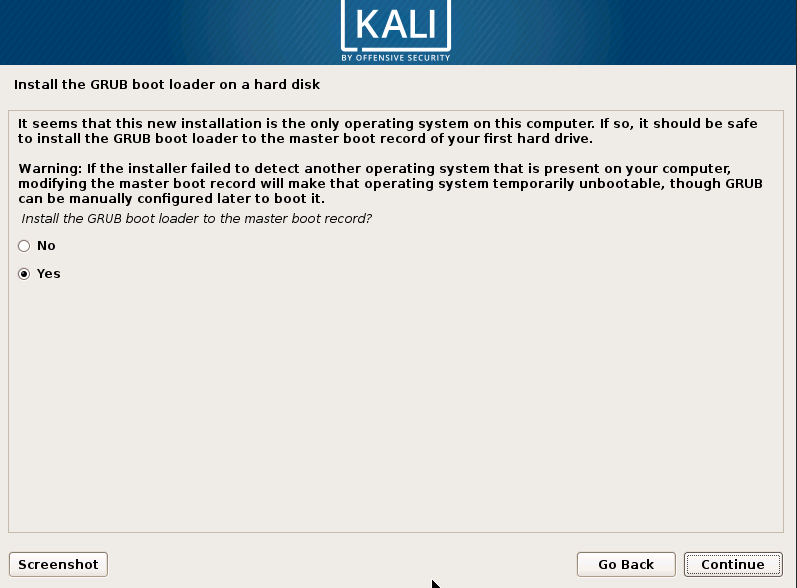 KALI
BY OFFENSIVE SECURITY
Install the GRUB boot loader on a hard disk
It seems that this new installation is the only operating system on this computer. If so, it should be safe
to install the GRUB boot loader to the master boot record of your first hard drive.
Warning: If the installer failed to detect another operating system that is present on your computer,
modifying the master boot record will make that operating system temporarily unbootable, though GRUB
can be manually configured later to boot it.
Install the GRUB boot loader to the master boot record?
No
Yes
Screenshot
Go Back
Continue